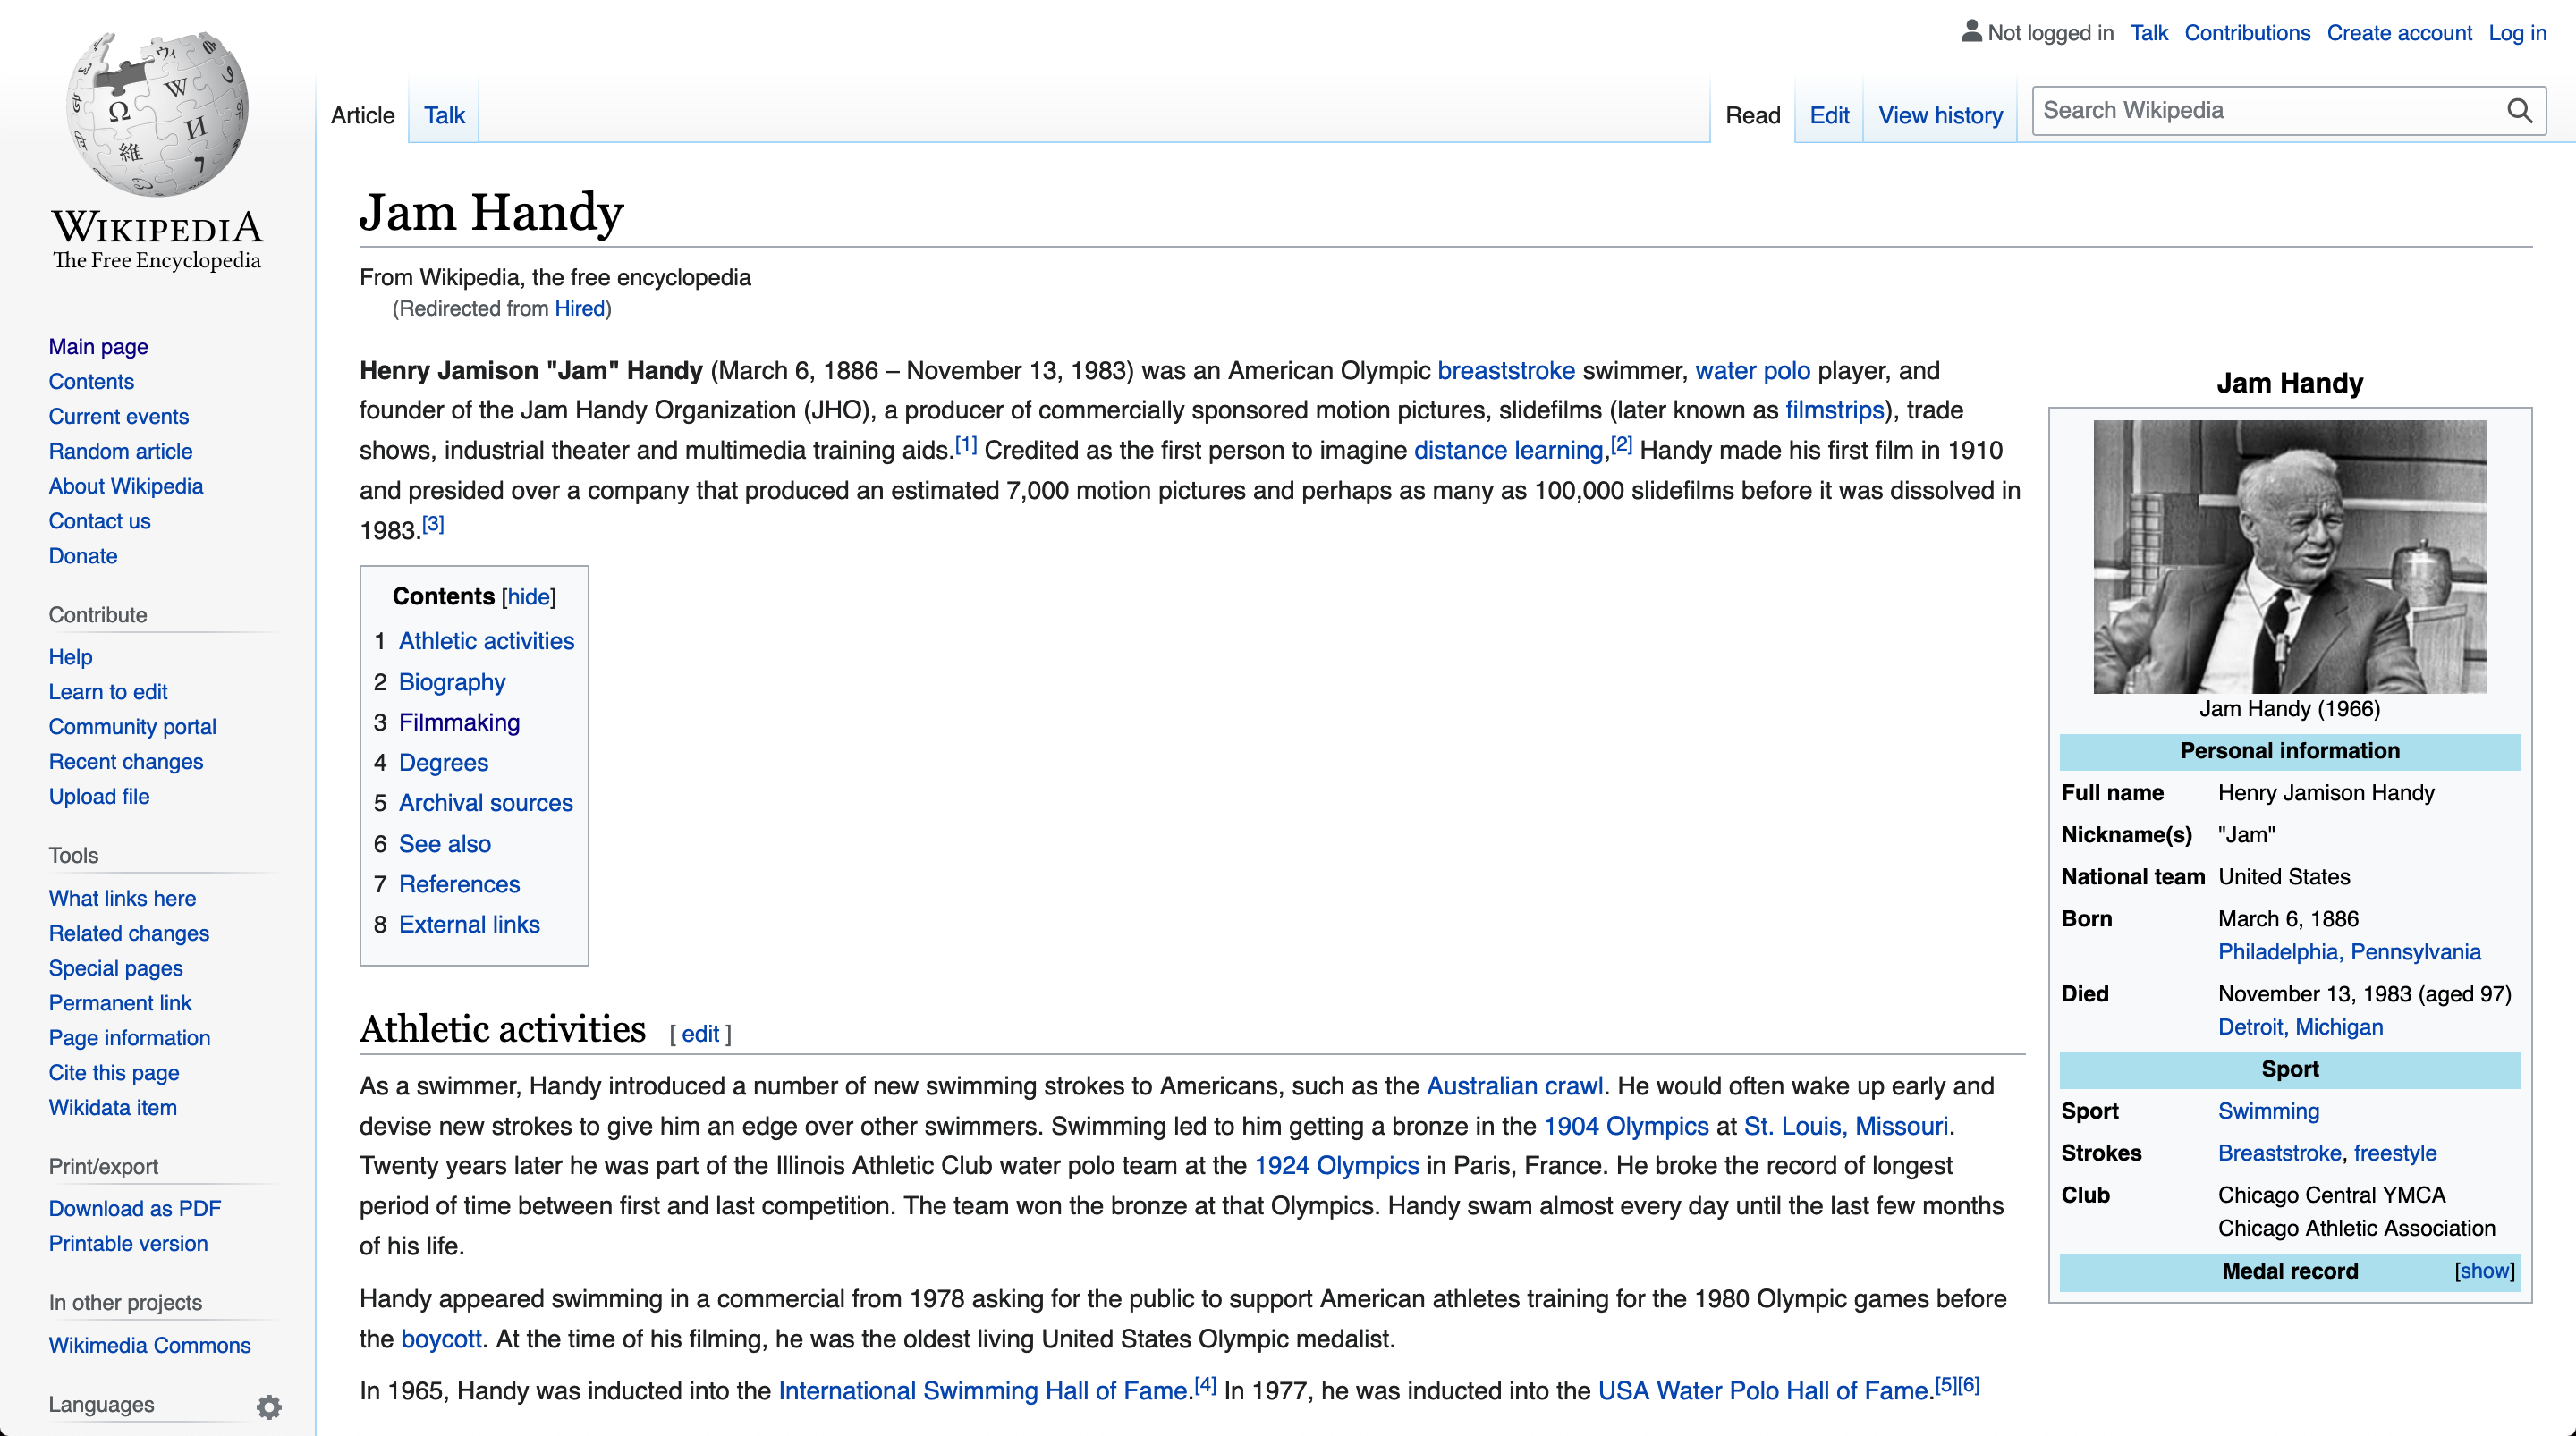 Not logged in Talk Contributions Create account Log in
Article Talk Read Edit View history Search Wikipedia
WIKIPEDIA
The Free Encyclopedia
Main page
Contents
Current events
Random article
About Wikipedia
Contact us
Donate
Contribute
Help
Learn to edit
Community portal
Recent changes
Upload file
Tools
What links here
Related changes
Special pages
Permanent link
Page information
Cite this page
Wikidata item
Print/export
Download as PDF
Printable version
In other projects
Wikimedia Commons
Languages
Jam Handy
From Wikipedia, the free encyclopedia
(Redirected from Hired)
Henry Jamison "Jam" Handy (March 6, 1886 – November 13, 1983) was an American Olympic breaststroke swimmer, water polo player, and
founder of the Jam Handy Organization (JHO), a producer of commercially sponsored motion pictures, slidefilms (later known as filmstrips), trade
shows, industrial theater and multimedia training aids.[1] Credited as the first person to imagine distance learning,[2] Handy made his first film in 1910
and presided over a company that produced an estimated 7,000 motion pictures and perhaps as many as 100,000 slidefilms before it was dissolved in
1983.[3]
Contents [hide]
1 Athletic activities
2 Biography
3 Filmmaking
4 Degrees
5 Archival sources
6 See also
7 References
8 External links
Athletic activities [ edit ]
As a swimmer, Handy introduced a number of new swimming strokes to Americans, such as the Australian crawl. He would often wake up early and
devise new strokes to give him an edge over other swimmers. Swimming led to him getting a bronze in the 1904 Olympics at St. Louis, Missouri.
Twenty years later he was part of the Illinois Athletic Club water polo team at the 1924 Olympics in Paris, France. He broke the record of longest
period of time between first and last competition. The team won the bronze at that Olympics. Handy swam almost every day until the last few months
of his life.
Handy appeared swimming in a commercial from 1978 asking for the public to support American athletes training for the 1980 Olympic games before
the boycott. At the time of his filming, he was the oldest living United States Olympic medalist.
In 1965, Handy was inducted into the International Swimming Hall of Fame.[4] In 1977, he was inducted into the USA Water Polo Hall of Fame.[5][6]
Jam Handy
Jam Handy (1966)
Personal information
Full name Henry Jamison Handy
Nickname(s) "Jam"
National team United States
Born March 6, 1886
Philadelphia, Pennsylvania
Died November 13, 1983 (aged 97)
Detroit, Michigan
Sport
Sport Swimming
Strokes Breaststroke, freestyle
Club Chicago Central YMCA
Chicago Athletic Association
Medal record [show]